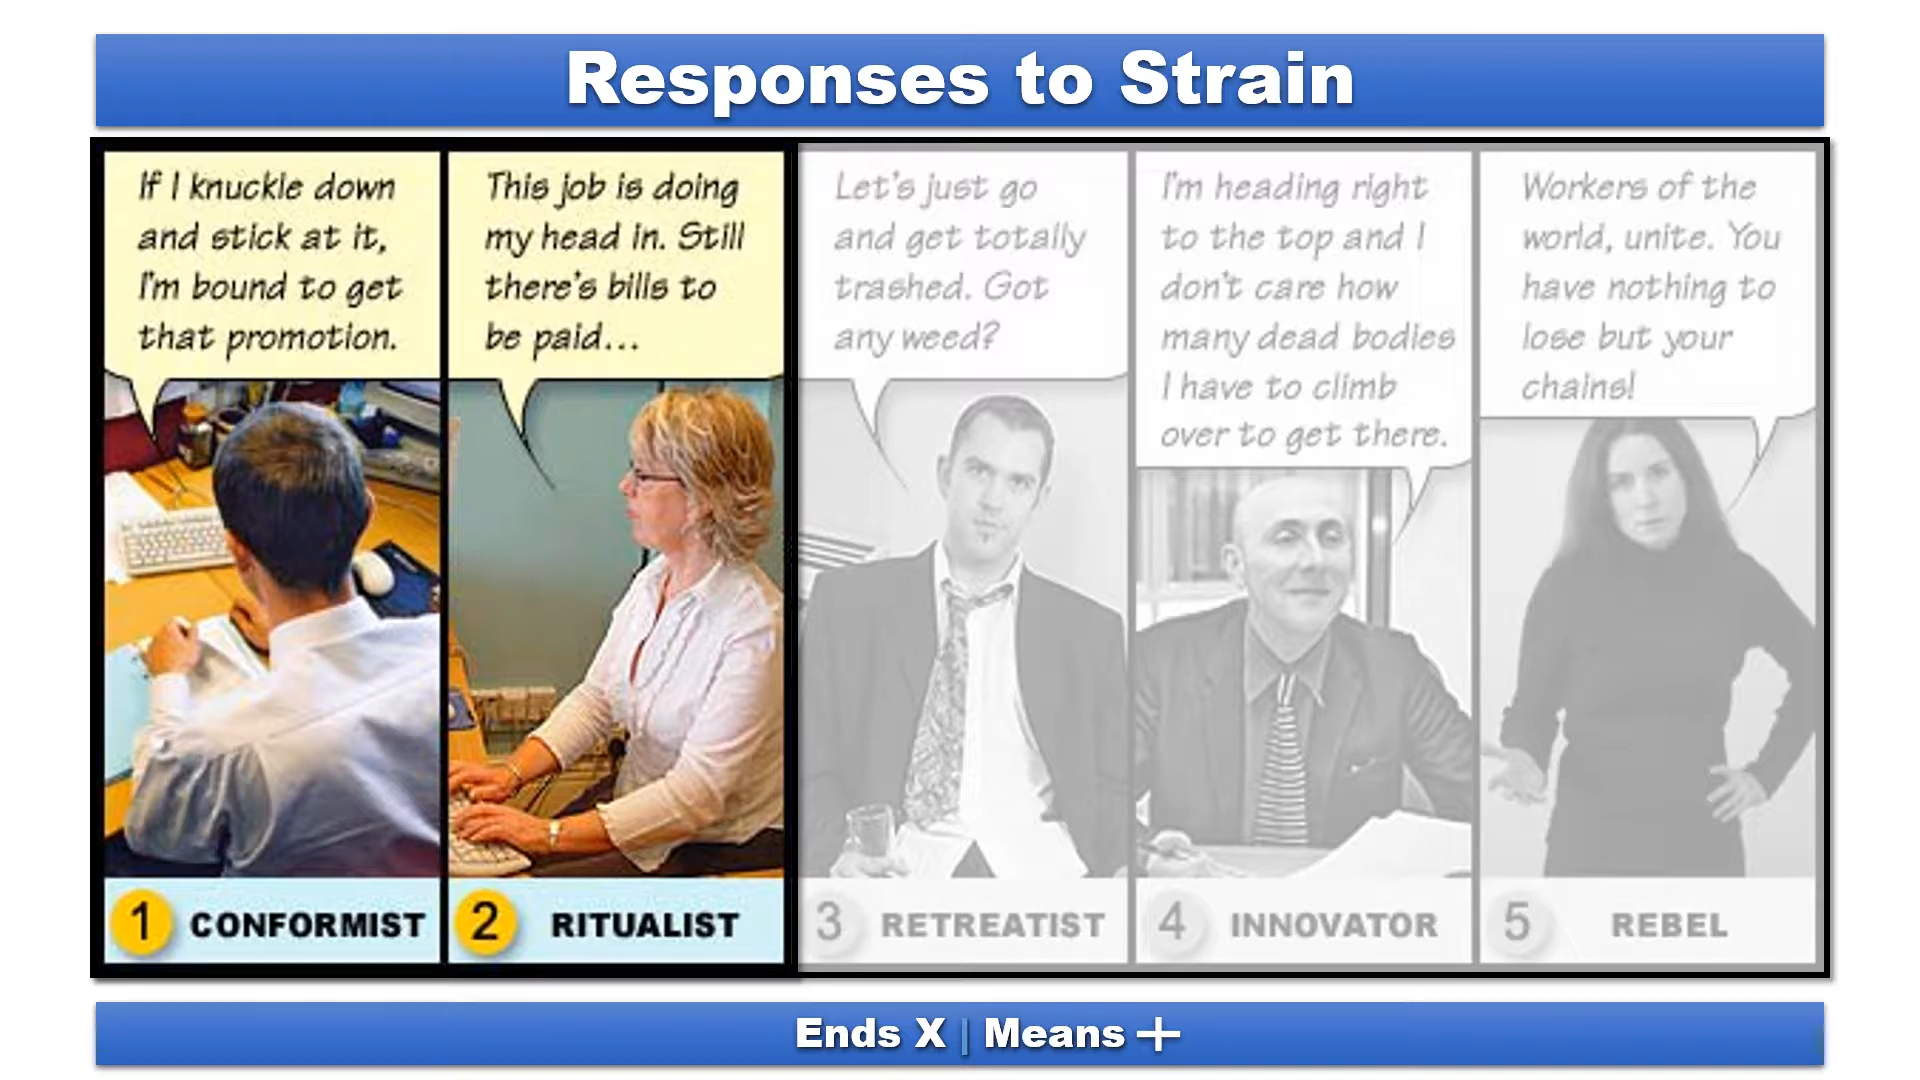 Responses to Strain
If I knuckle down
and stick at it,
I'm bound to get
that promotion.
This job is doing
my head in. Still
there's bills to
be paid...
Let's just go
and get totally
trashed. Got
any weed?
I'm heading right
to the top and I
don't care how
many dead bodies
I have to climb
over to get there.
Workers of the
world, unite. You
have nothing to
lose but your
chains!
1 CONFORMIST
2 RITUALIST
3 RETREATIST
4 INNOVATOR
5 REBEL
Ends X | Means +